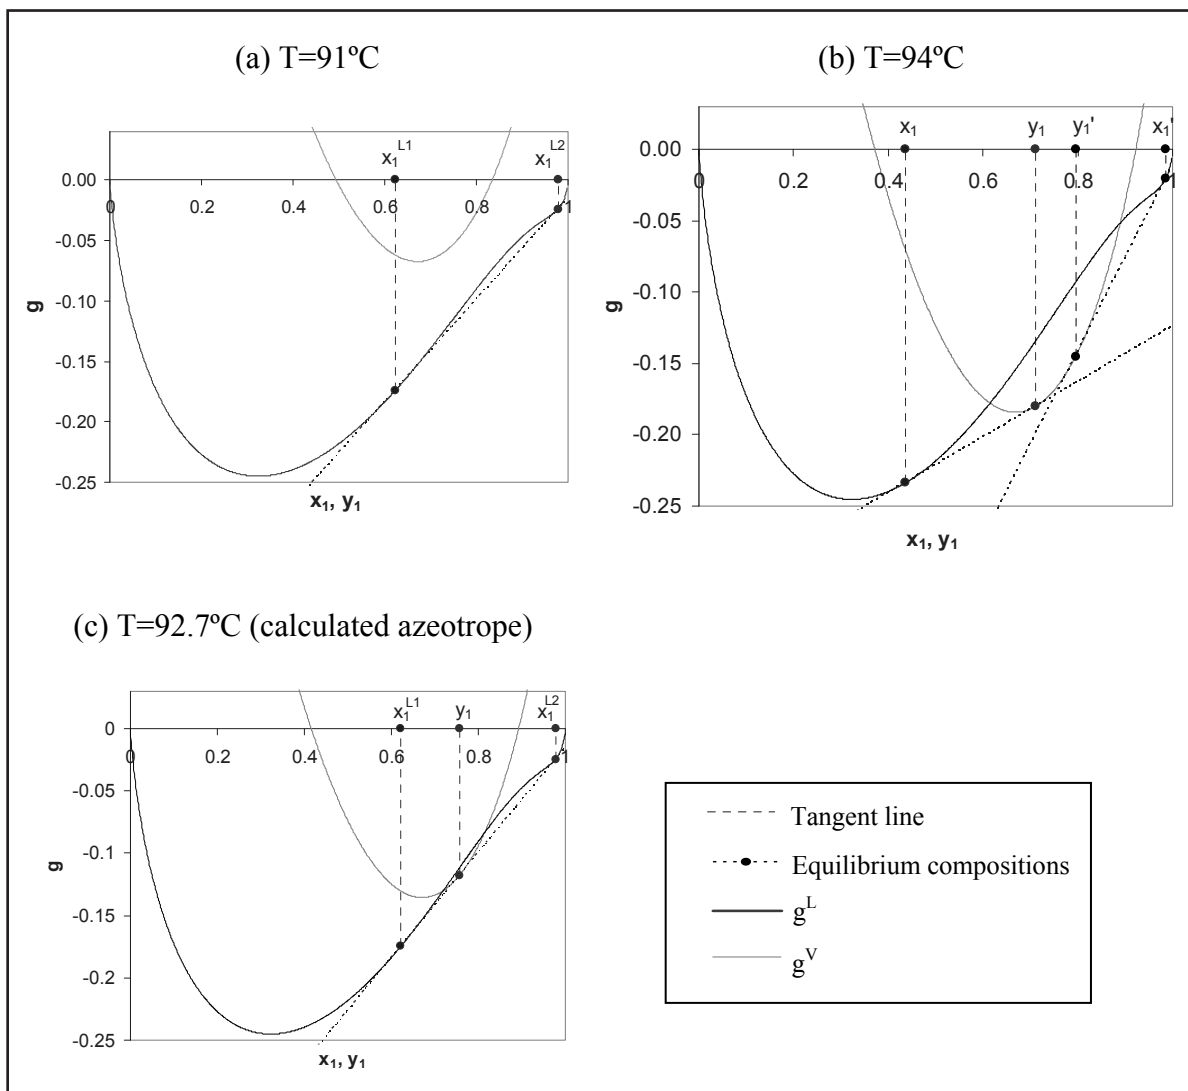 (a) T=91ºC
x₁ᴸ¹ x₁ᴸ²
0.00
0 0.2 0.4 0.6 0.8 1
-0.05
-0.10
-0.15
-0.20
-0.25
g
x₁, y₁
(b) T=94ºC
x₁ y₁ y₁' x₁'
0.00
0 0.2 0.4 0.6 0.8 1
-0.05
-0.10
-0.15
-0.20
-0.25
g
x₁, y₁
(c) T=92.7ºC (calculated azeotrope)
x₁ᴸ¹ y₁ x₁ᴸ²
0
0 0.2 0.4 0.6 0.8 1
-0.05
-0.1
-0.15
-0.2
-0.25
g
x₁, y₁
Tangent line
Equilibrium compositions
gᴸ
gⱽ